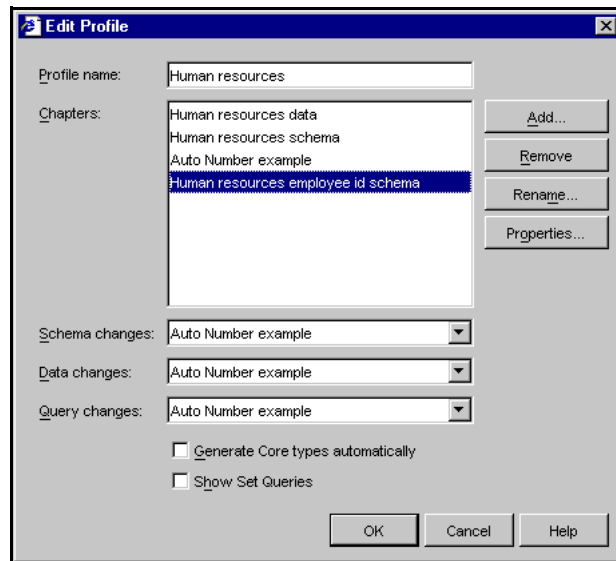 Edit Profile
Profile name: Human resources
Chapters: Human resources data
Human resources schema
Auto Number example
Human resources employee id schema
Add...
Remove
Rename...
Properties...
Schema changes: Auto Number example
Data changes: Auto Number example
Query changes: Auto Number example
Generate Core types automatically
Show Set Queries
OK Cancel Help